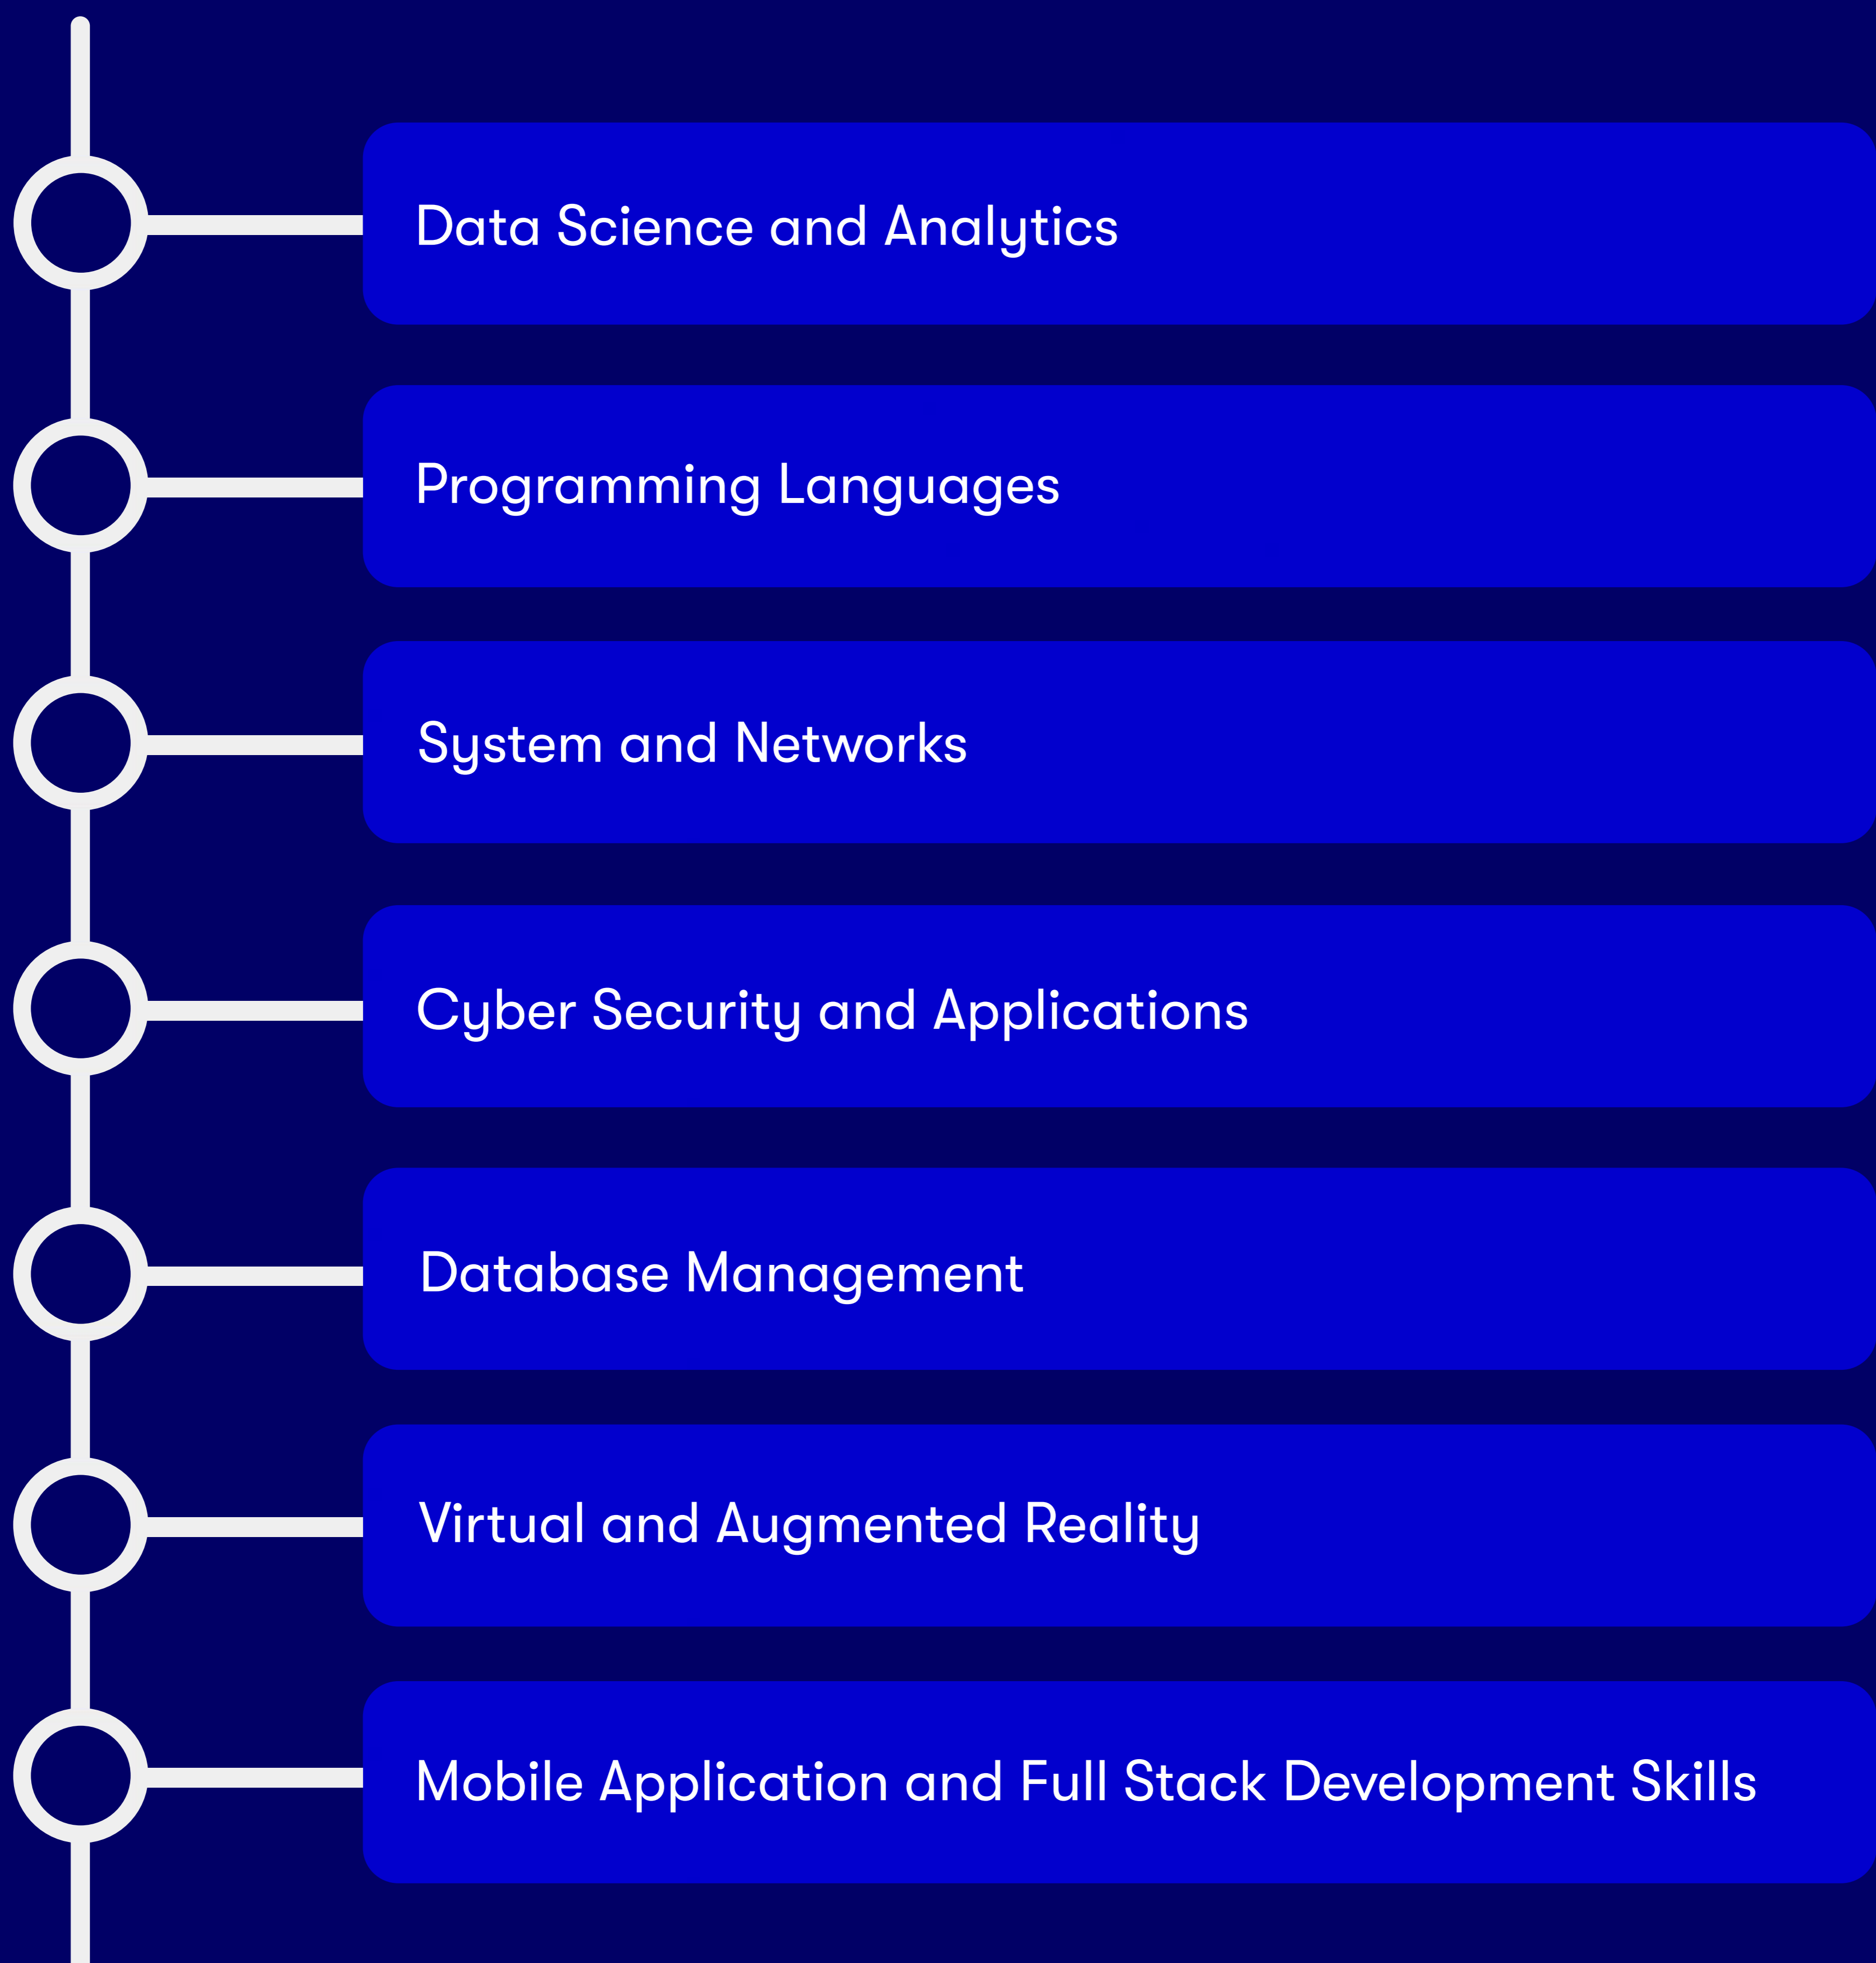 Data Science and Analytics
Programming Languages
System and Networks
Cyber Security and Applications
Database Management
Virtual and Augmented Reality
Mobile Application and Full Stack Development Skills